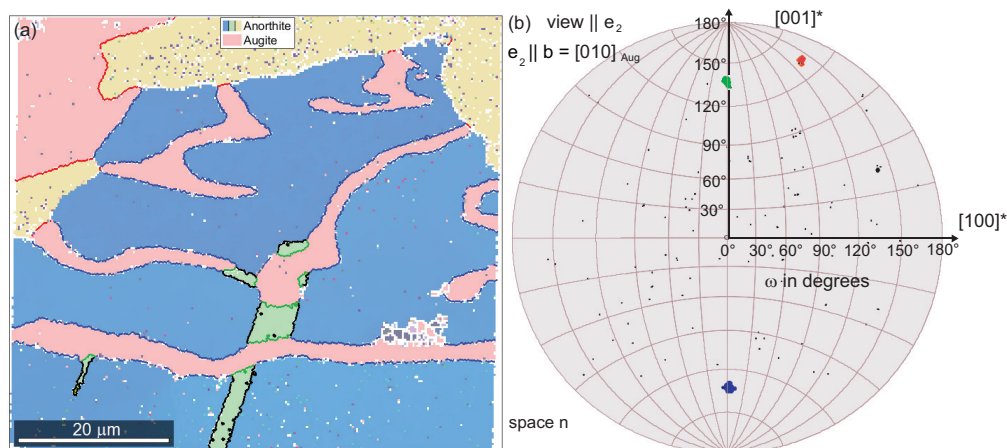 (a)
Anorthite
Augite
20 μm
(b)
view || e2
e2 || b = [010] Aug
[001]*
180°
150°
120°
90°
60°
30°
[100]*
0° 30° 60° 90° 120° 150° 180°
ω in degrees
space n